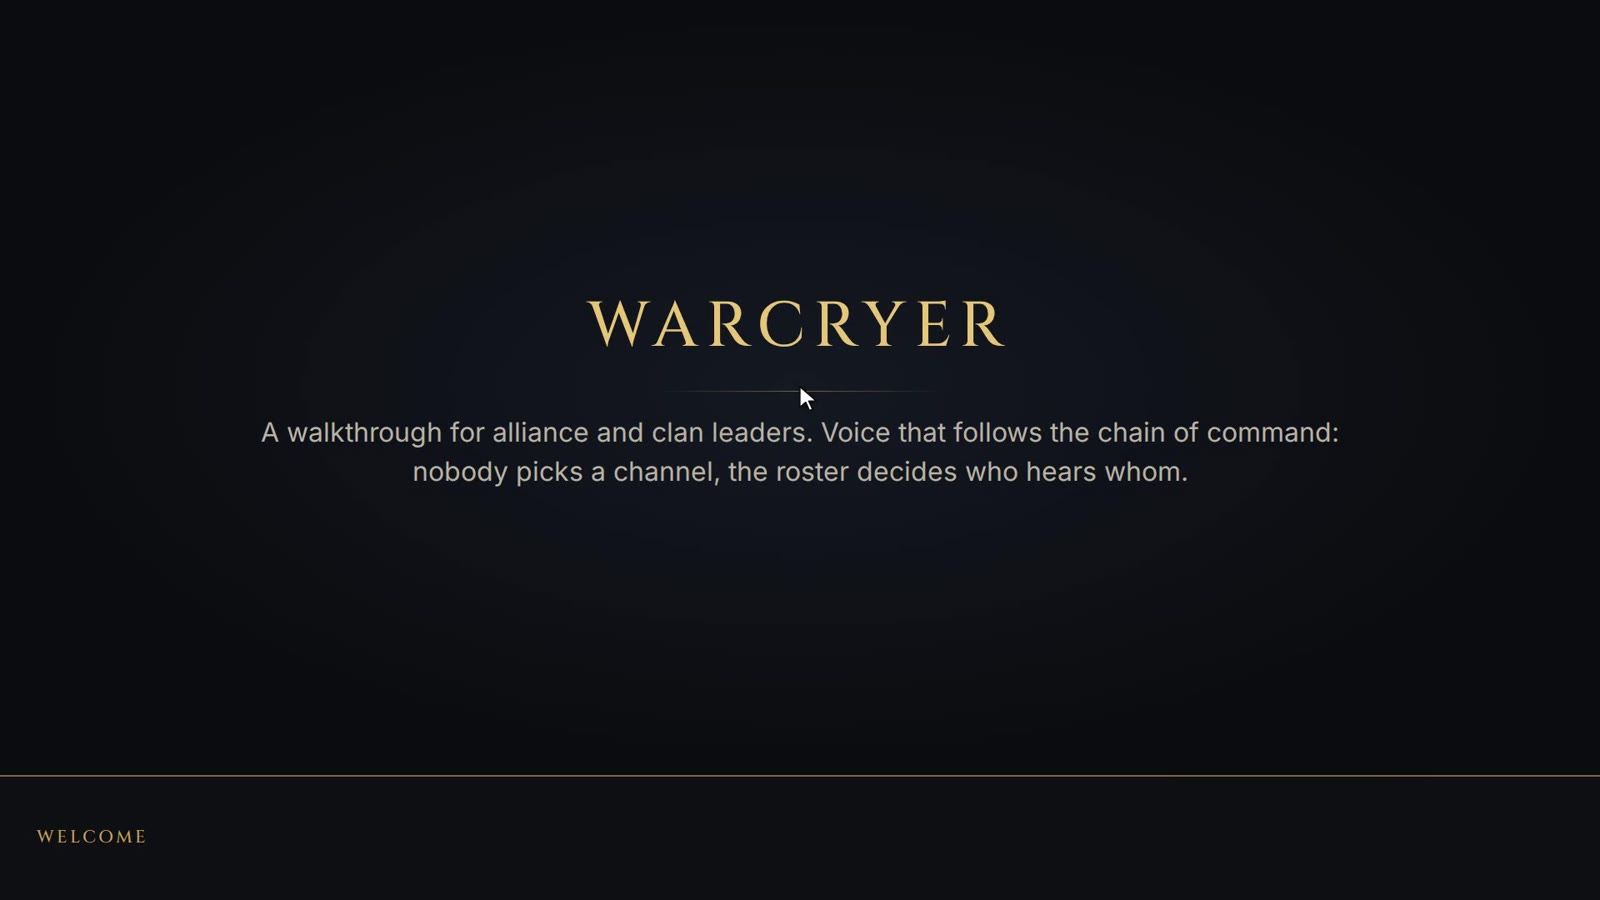 WARCRYER
A walkthrough for alliance and clan leaders. Voice that follows the chain of command:
nobody picks a channel, the roster decides who hears whom.
WELCOME